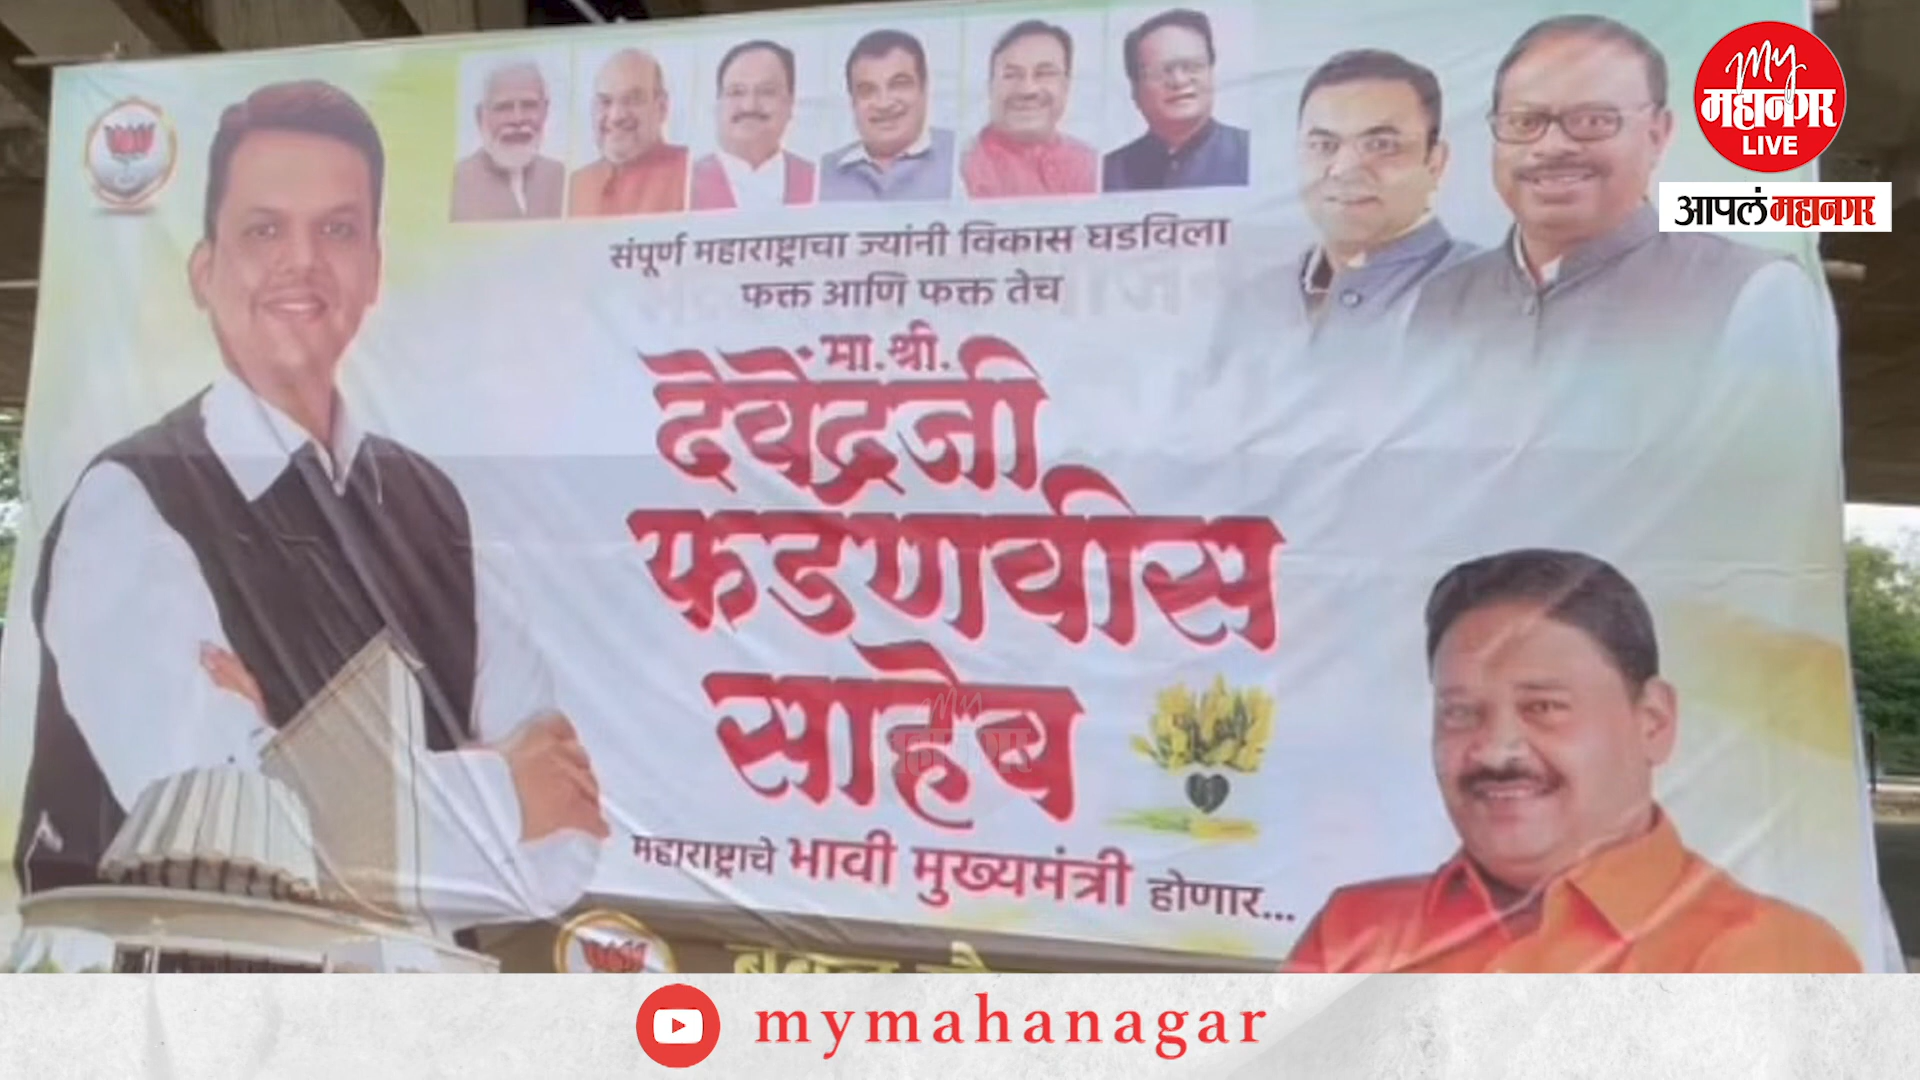 My
महानगर
LIVE
आपलं महानगर
संपूर्ण महाराष्ट्राचा ज्यांनी विकास घडविला
फक्त आणि फक्त तेच
मा. श्री.
देवेंद्रजी
फडणवीस
साहेब
महाराष्ट्राचे भावी मुख्यमंत्री होणार...
mymahanagar